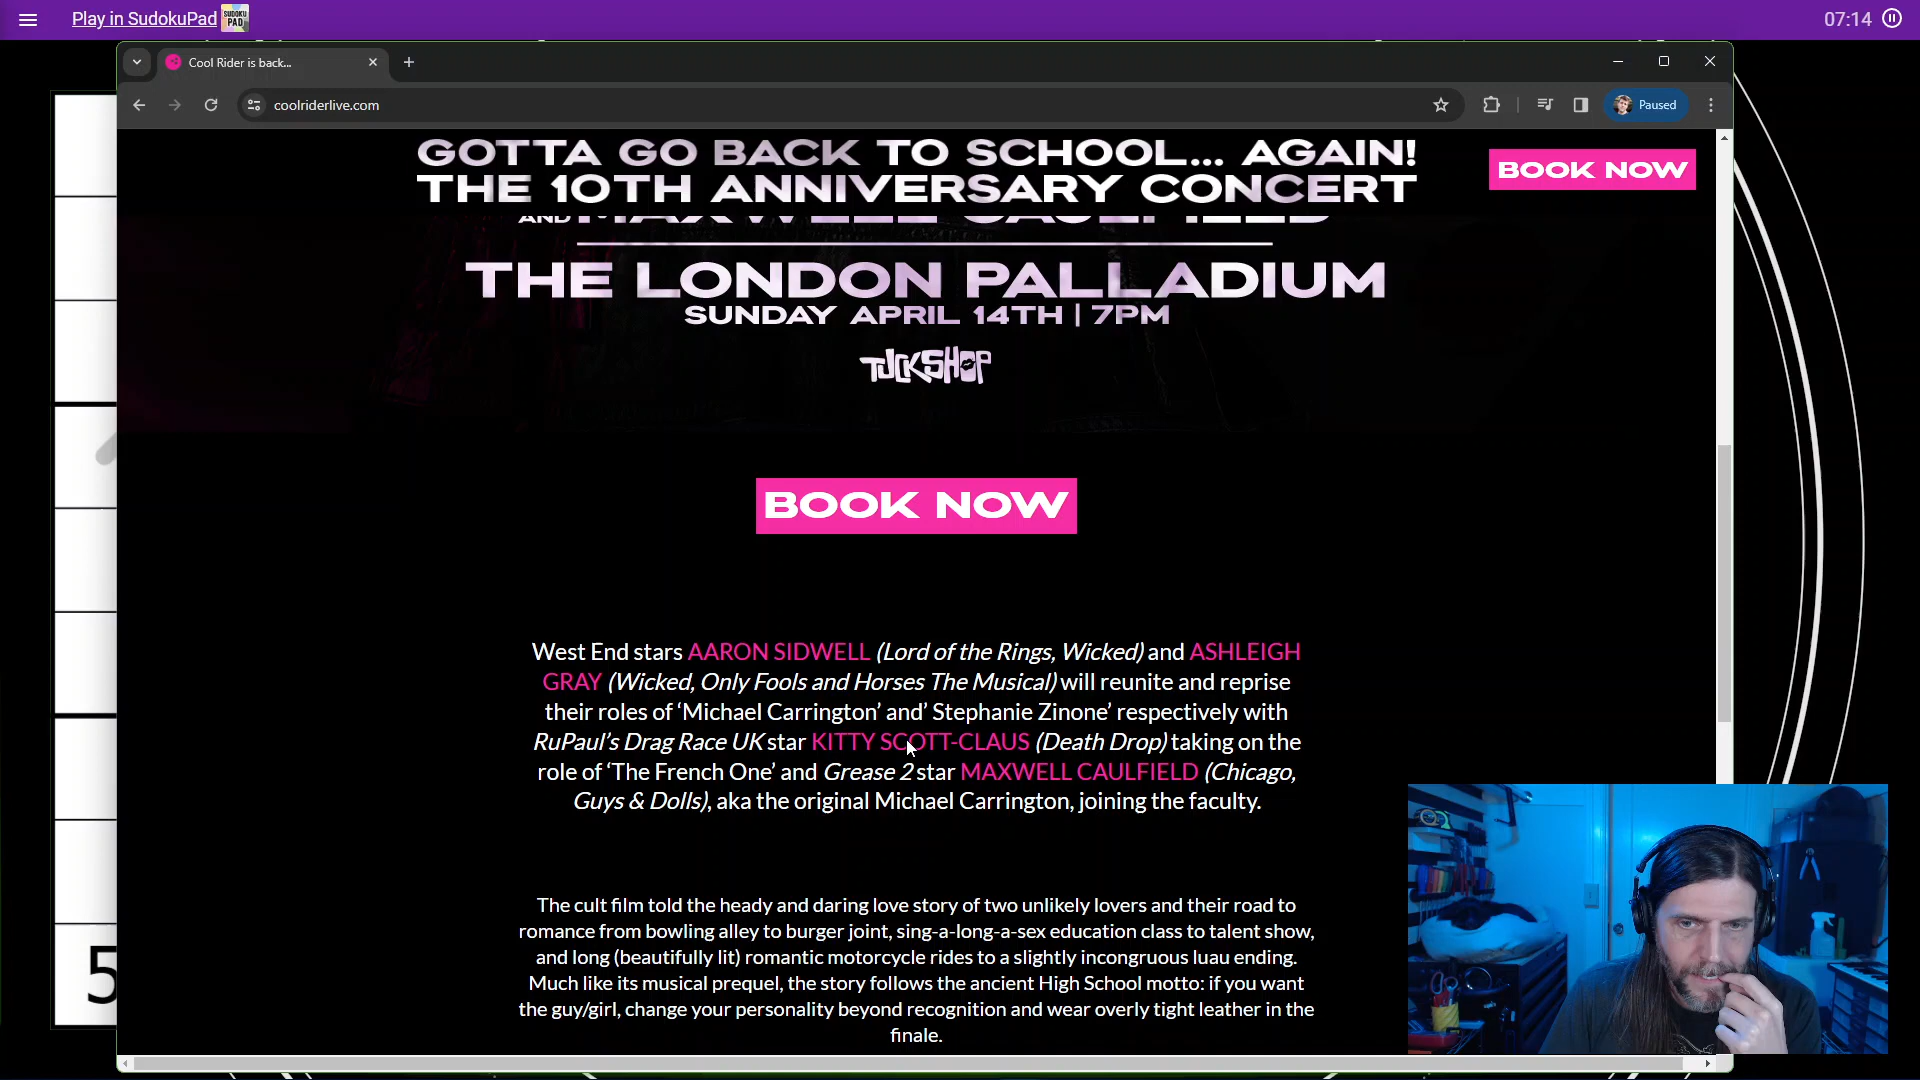 Play in SudokuPad
SUDOKU
PAD
07:14
Cool Rider is back...
coolriderlive.com
Paused
GOTTA GO BACK TO SCHOOL... AGAIN!
THE 10TH ANNIVERSARY CONCERT
BOOK NOW
AND MAXWELL CAULFIELD
THE LONDON PALLADIUM
SUNDAY APRIL 14TH | 7PM
TUCKSHOP
BOOK NOW
West End stars AARON SIDWELL (Lord of the Rings, Wicked) and ASHLEIGH
GRAY (Wicked, Only Fools and Horses The Musical) will reunite and reprise
their roles of ‘Michael Carrington’ and’ Stephanie Zinone’ respectively with
RuPaul’s Drag Race UK star KITTY SCOTT-CLAUS (Death Drop) taking on the
role of ‘The French One’ and Grease 2 star MAXWELL CAULFIELD (Chicago,
Guys & Dolls), aka the original Michael Carrington, joining the faculty.
The cult film told the heady and daring love story of two unlikely lovers and their road to
romance from bowling alley to burger joint, sing-a-long-a-sex education class to talent show,
and long (beautifully lit) romantic motorcycle rides to a slightly incongruous luau ending.
Much like its musical prequel, the story follows the ancient High School motto: if you want
the guy/girl, change your personality beyond recognition and wear overly tight leather in the
finale.
5